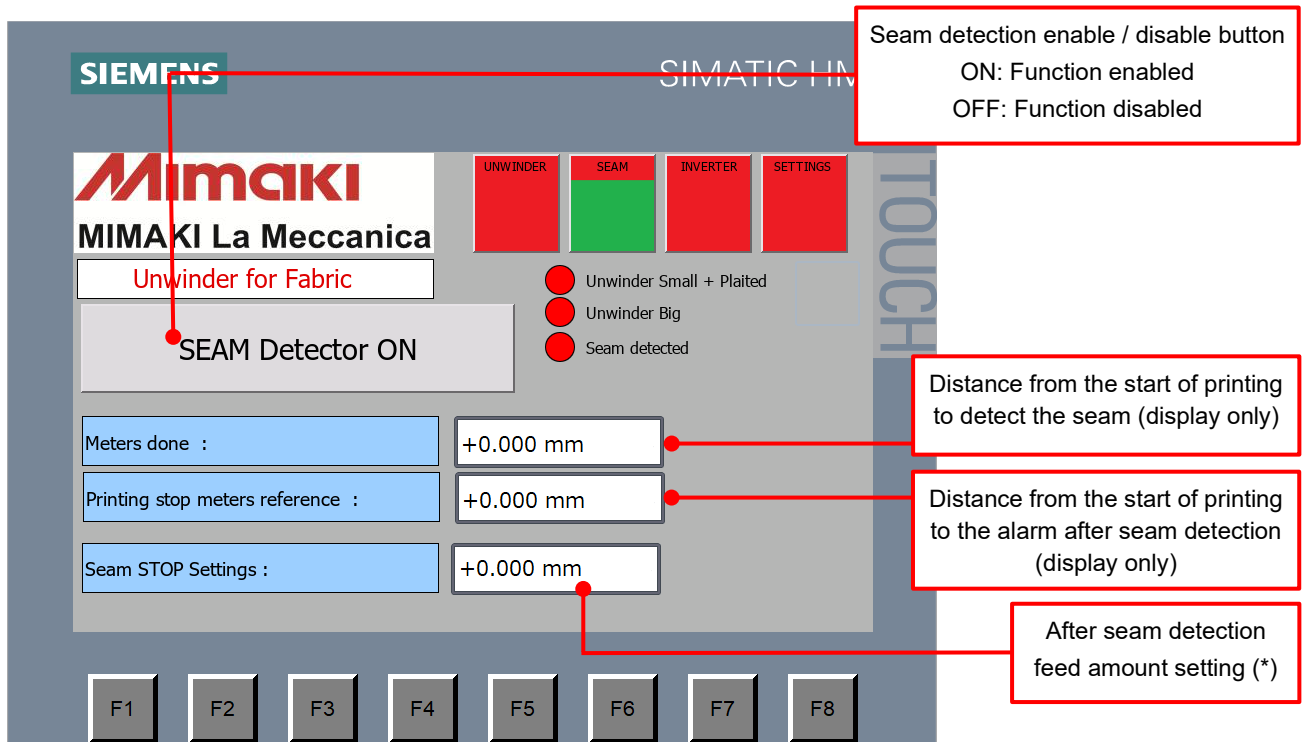 Seam detection enable / disable button
ON: Function enabled
OFF: Function disabled
SIEMENS
SIMATIC HM
TOUCH
Mimaki
MIMAKI La Meccanica
Unwinder for Fabric
UNWINDER
SEAM
INVERTER
SETTINGS
Unwinder Small + Plaited
Unwinder Big
Seam detected
SEAM Detector ON
Distance from the start of printing
to detect the seam (display only)
Meters done :
+0.000 mm
Printing stop meters reference :
+0.000 mm
Distance from the start of printing
to the alarm after seam detection
(display only)
Seam STOP Settings :
+0.000 mm
After seam detection
feed amount setting (*)
F1
F2
F3
F4
F5
F6
F7
F8